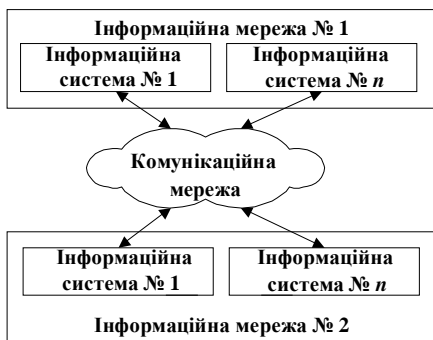 Інформаційна мережа № 1
Інформаційна
система № 1
Інформаційна
система № n
Комунікаційна
мережа
Інформаційна
система № 1
Інформаційна
система № n
Інформаційна мережа № 2